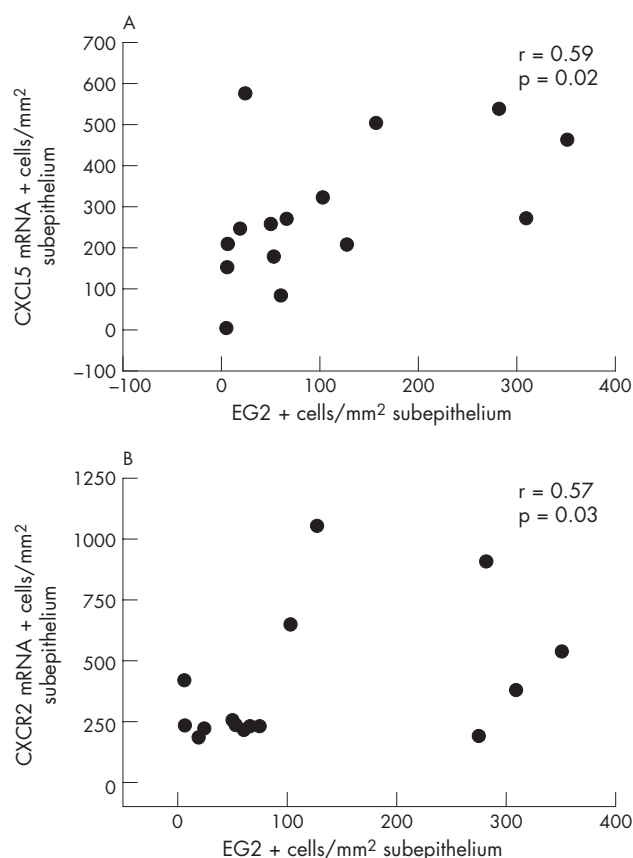 A
700
600
500
400
300
200
100
0
–100
CXCL5 mRNA + cells/mm²
subepithelium
r = 0.59
p = 0.02
–100
0
100
200
300
400
EG2 + cells/mm² subepithelium
B
1250
1000
750
500
250
0
CXCR2 mRNA + cells/mm²
subepithelium
r = 0.57
p = 0.03
0
100
200
300
400
EG2 + cells/mm² subepithelium